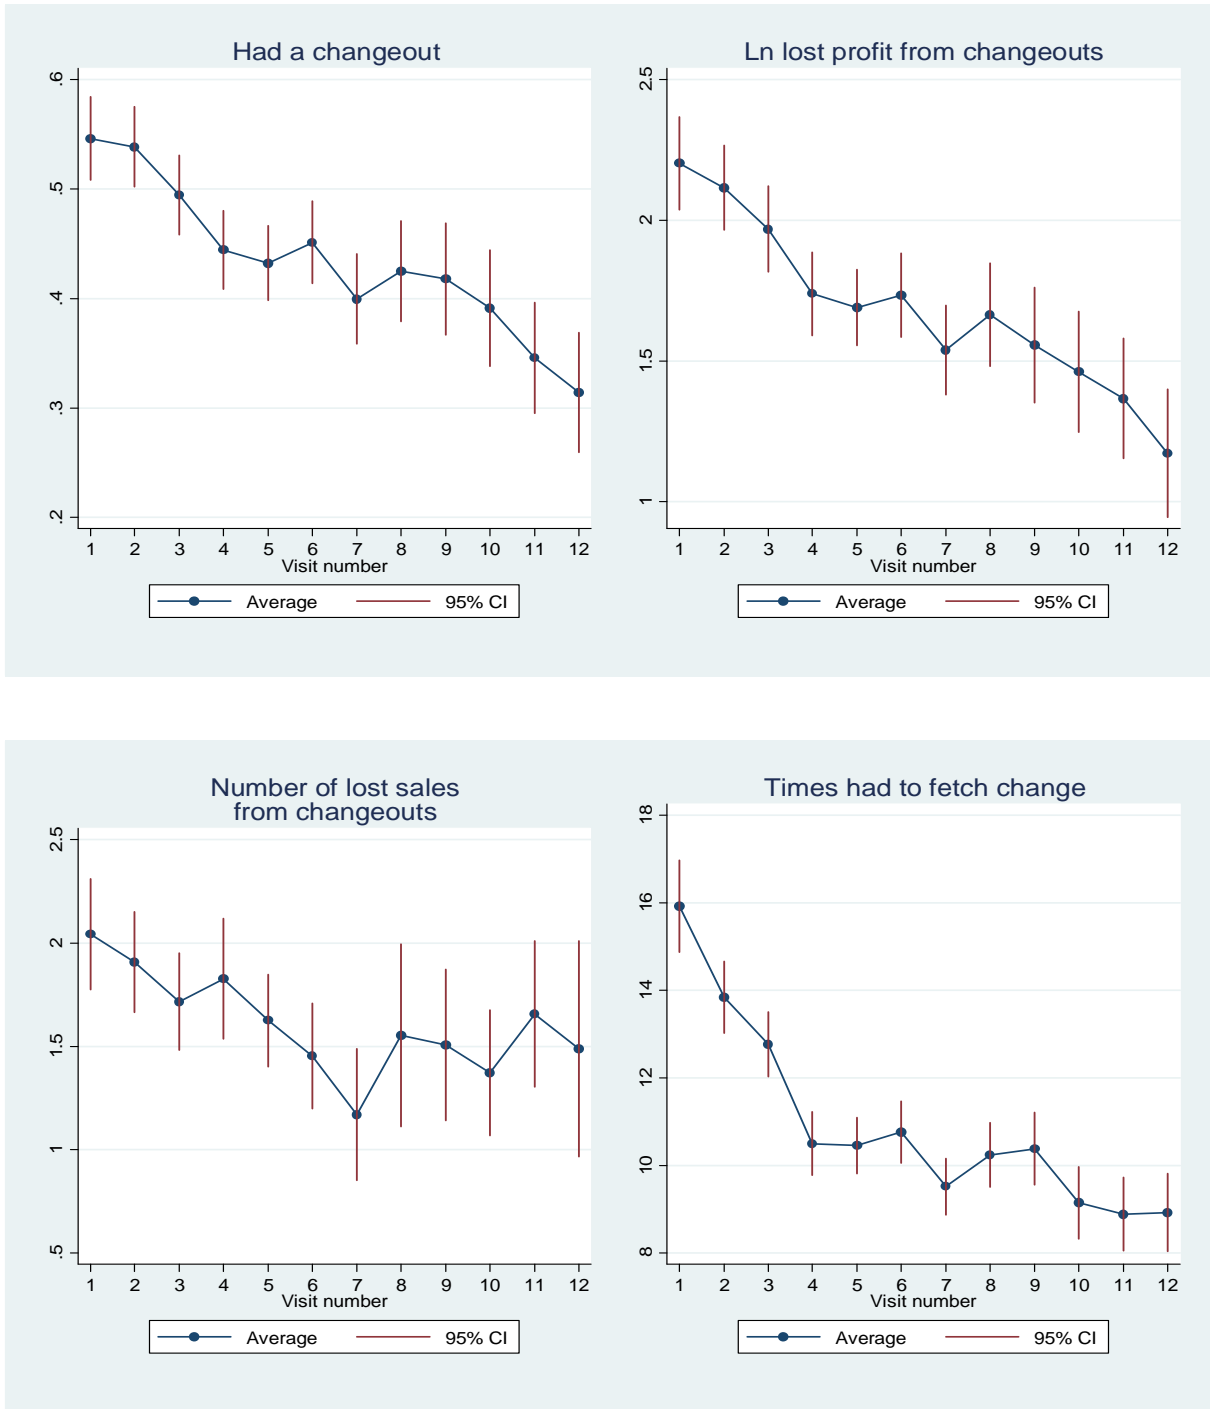 Had a changeout
.6
.5
.4
.3
.2
1 2 3 4 5 6 7 8 9 10 11 12
Visit number
Average 95% CI
Ln lost profit from changeouts
2.5
2
1.5
1
1 2 3 4 5 6 7 8 9 10 11 12
Visit number
Average 95% CI
Number of lost sales
from changeouts
2.5
2
1.5
1
.5
1 2 3 4 5 6 7 8 9 10 11 12
Visit number
Average 95% CI
Times had to fetch change
18
16
14
12
10
8
1 2 3 4 5 6 7 8 9 10 11 12
Visit number
Average 95% CI